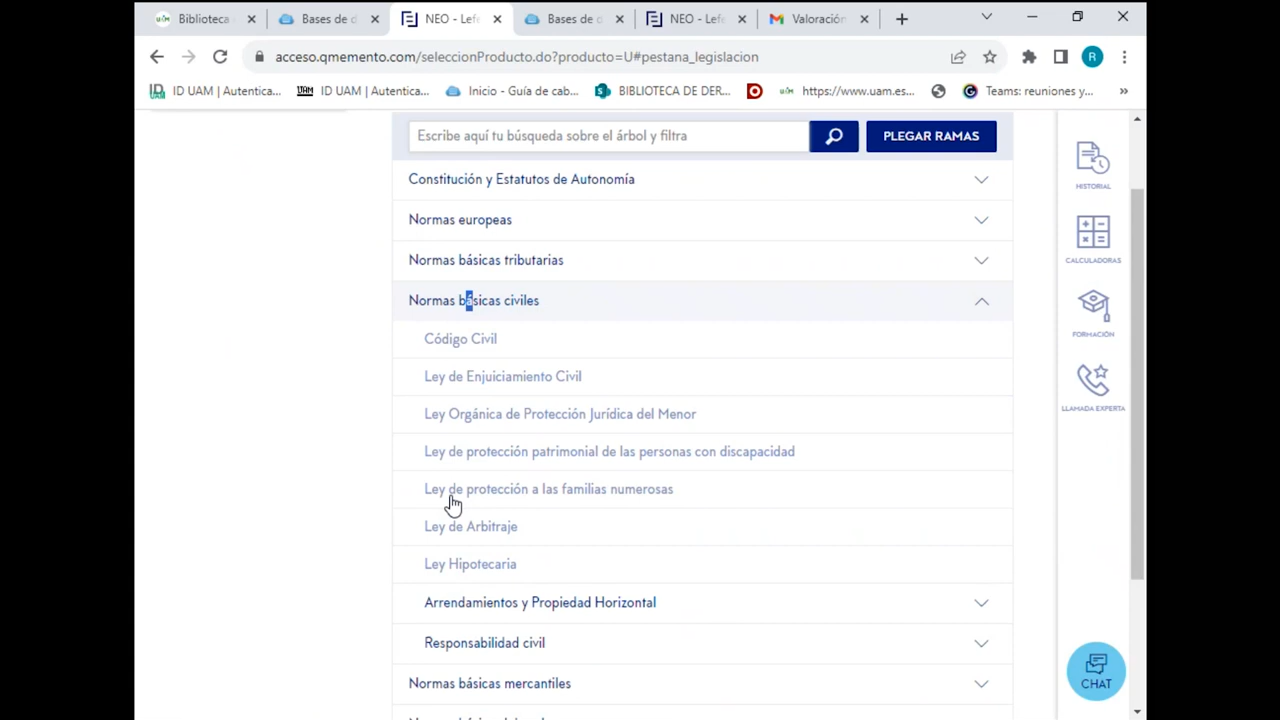 Biblioteca
Bases de d
NEO - Lefe
Bases de d
NEO - Lefe
Valoración
acceso.qmemento.com/seleccionProducto.do?producto=U#pestana_legislacion
R
ID UAM | Autentica...
ID UAM | Autentica...
Inicio - Guía de cab...
BIBLIOTECA DE DER...
https://www.uam.es...
Teams: reuniones y...
»
Escribe aquí tu búsqueda sobre el árbol y filtra
PLEGAR RAMAS
Constitución y Estatutos de Autonomía
Normas europeas
Normas básicas tributarias
Normas básicas civiles
Código Civil
Ley de Enjuiciamiento Civil
Ley Orgánica de Protección Jurídica del Menor
Ley de protección patrimonial de las personas con discapacidad
Ley de protección a las familias numerosas
Ley de Arbitraje
Ley Hipotecaria
Arrendamientos y Propiedad Horizontal
Responsabilidad civil
Normas básicas mercantiles
HISTORIAL
CALCULADORAS
FORMACIÓN
LLAMADA EXPERTA
CHAT